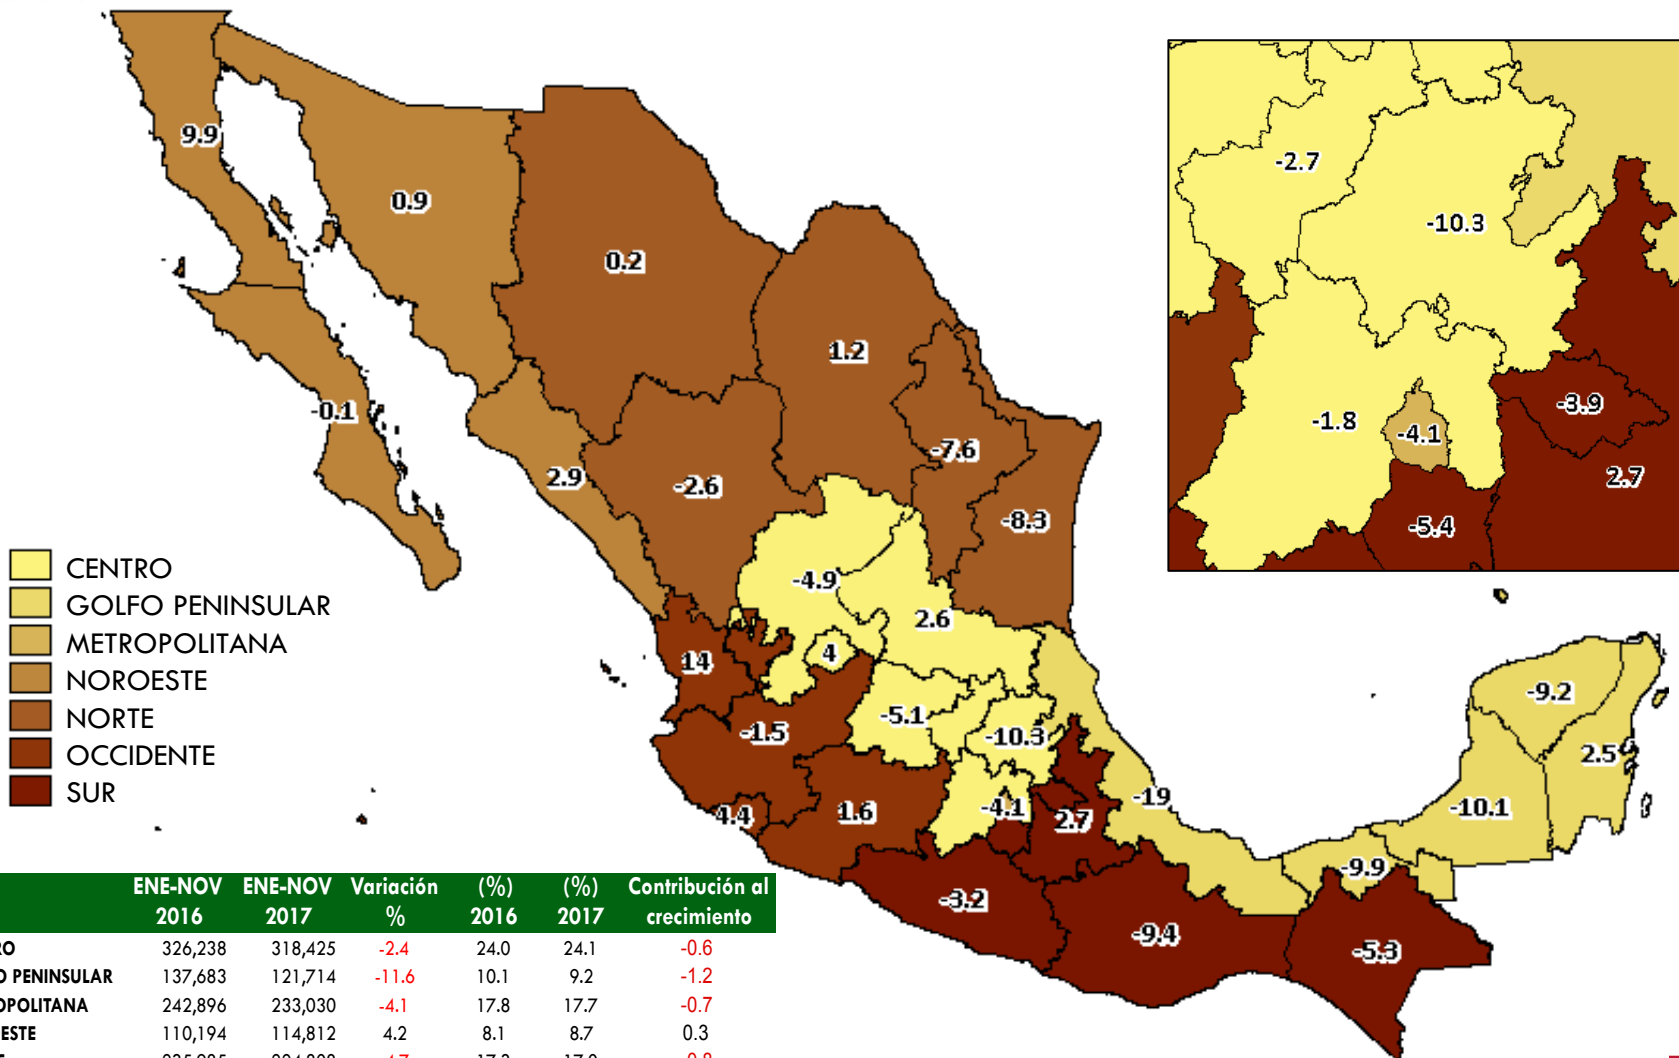 9.9
0.9
0.2
1.2
-0.1
2.9
-2.6
-7.6
-8.3
-4.9
2.6
14
4
-1.5
-5.1
-10.3
4.4
1.6
-4.1
2.7
-19
-3.2
-9.4
-5.3
-9.9
-10.1
-9.2
2.5
-2.7
-10.3
-1.8
-4.1
-3.9
2.7
-5.4
CENTRO
GOLFO PENINSULAR
METROPOLITANA
NOROESTE
NORTE
OCCIDENTE
SUR
ENE-NOV ENE-NOV Variación (%) (%) Contribución al
2016 2017 % 2016 2017 crecimiento
RO 326,238 318,425 -2.4 24.0 24.1 -0.6
O PENINSULAR 137,683 121,714 -11.6 10.1 9.2 -1.2
OPOLITANA 242,896 233,030 -4.1 17.8 17.7 -0.7
ESTE 110,194 114,812 4.2 8.1 8.7 0.3